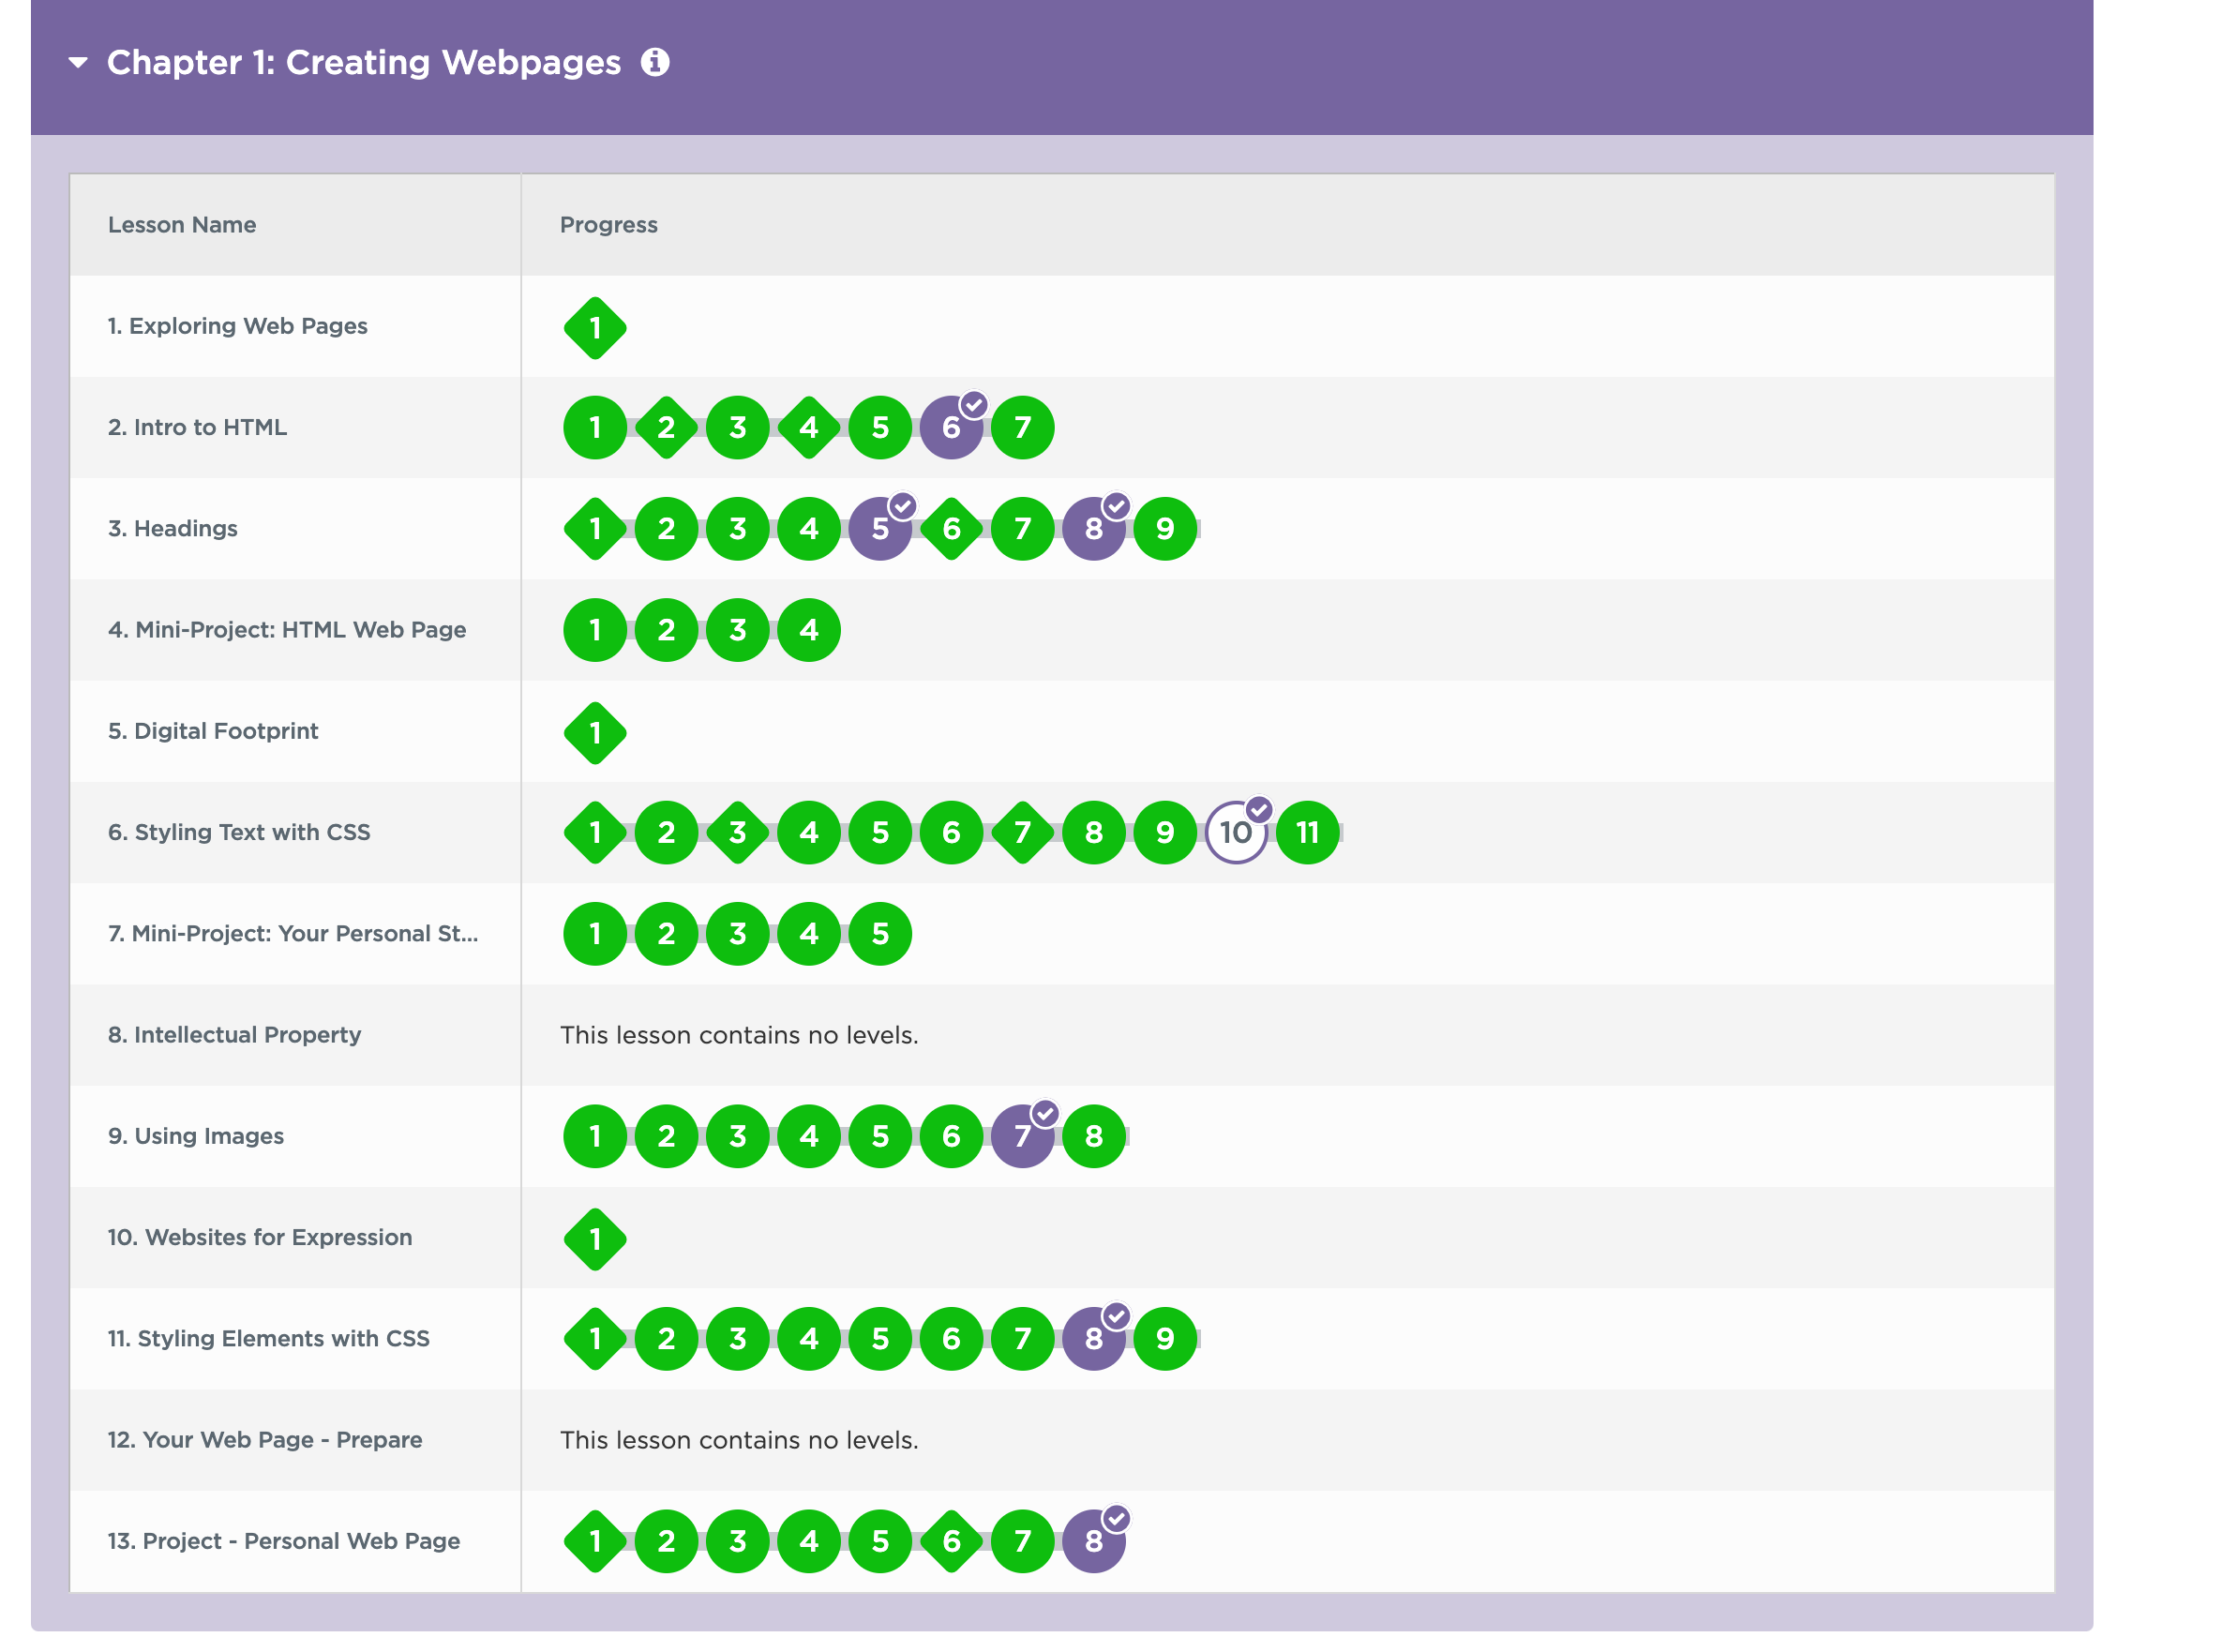 Chapter 1: Creating Webpages
Lesson Name Progress
1. Exploring Web Pages 1
2. Intro to HTML 1 2 3 4 5 6 7
3. Headings 1 2 3 4 5 6 7 8 9
4. Mini-Project: HTML Web Page 1 2 3 4
5. Digital Footprint 1
6. Styling Text with CSS 1 2 3 4 5 6 7 8 9 10 11
7. Mini-Project: Your Personal St... 1 2 3 4 5
8. Intellectual Property This lesson contains no levels.
9. Using Images 1 2 3 4 5 6 7 8
10. Websites for Expression 1
11. Styling Elements with CSS 1 2 3 4 5 6 7 8 9
12. Your Web Page - Prepare This lesson contains no levels.
13. Project - Personal Web Page 1 2 3 4 5 6 7 8